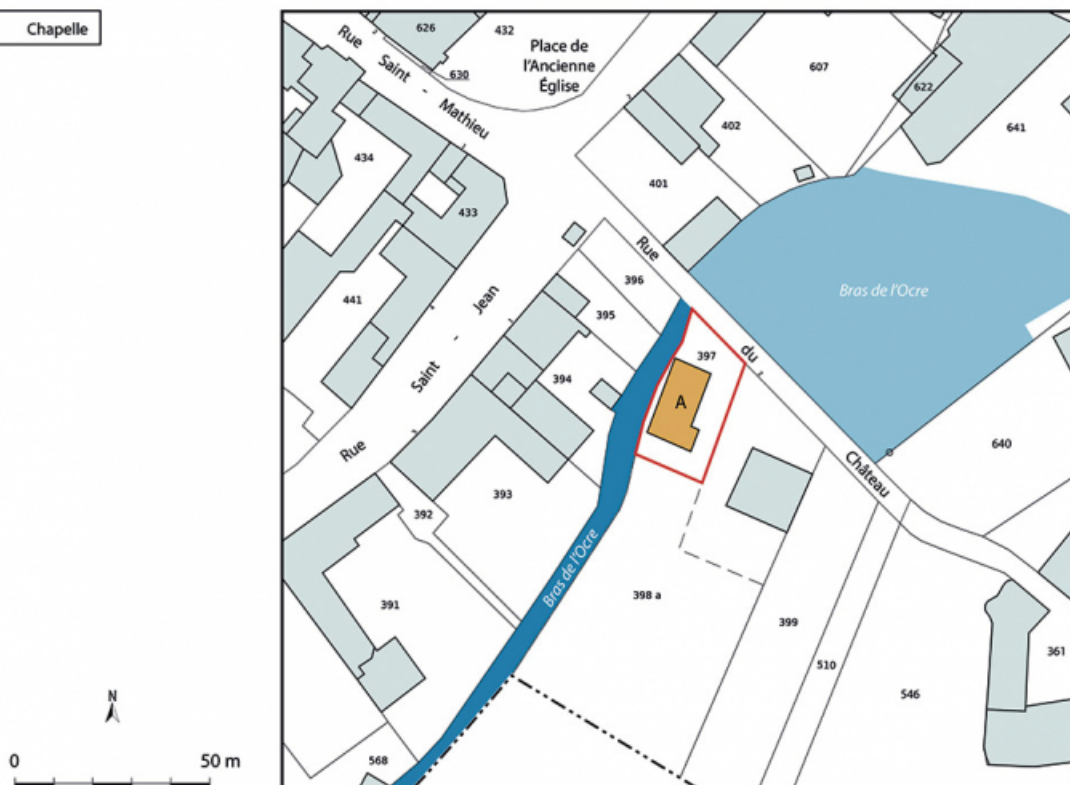 Chapelle
626
432
Place de
l'Ancienne
Église
630
Rue Saint - Mathieu
607
622
402
641
434
401
433
Rue
396
441
Rue Saint - Jean
395
Bras de l'Ocre
397
du
394
A
640
Château
393
392
Bras de l'Ocre
398 a
391
399
510
361
546
N
0 50 m
568